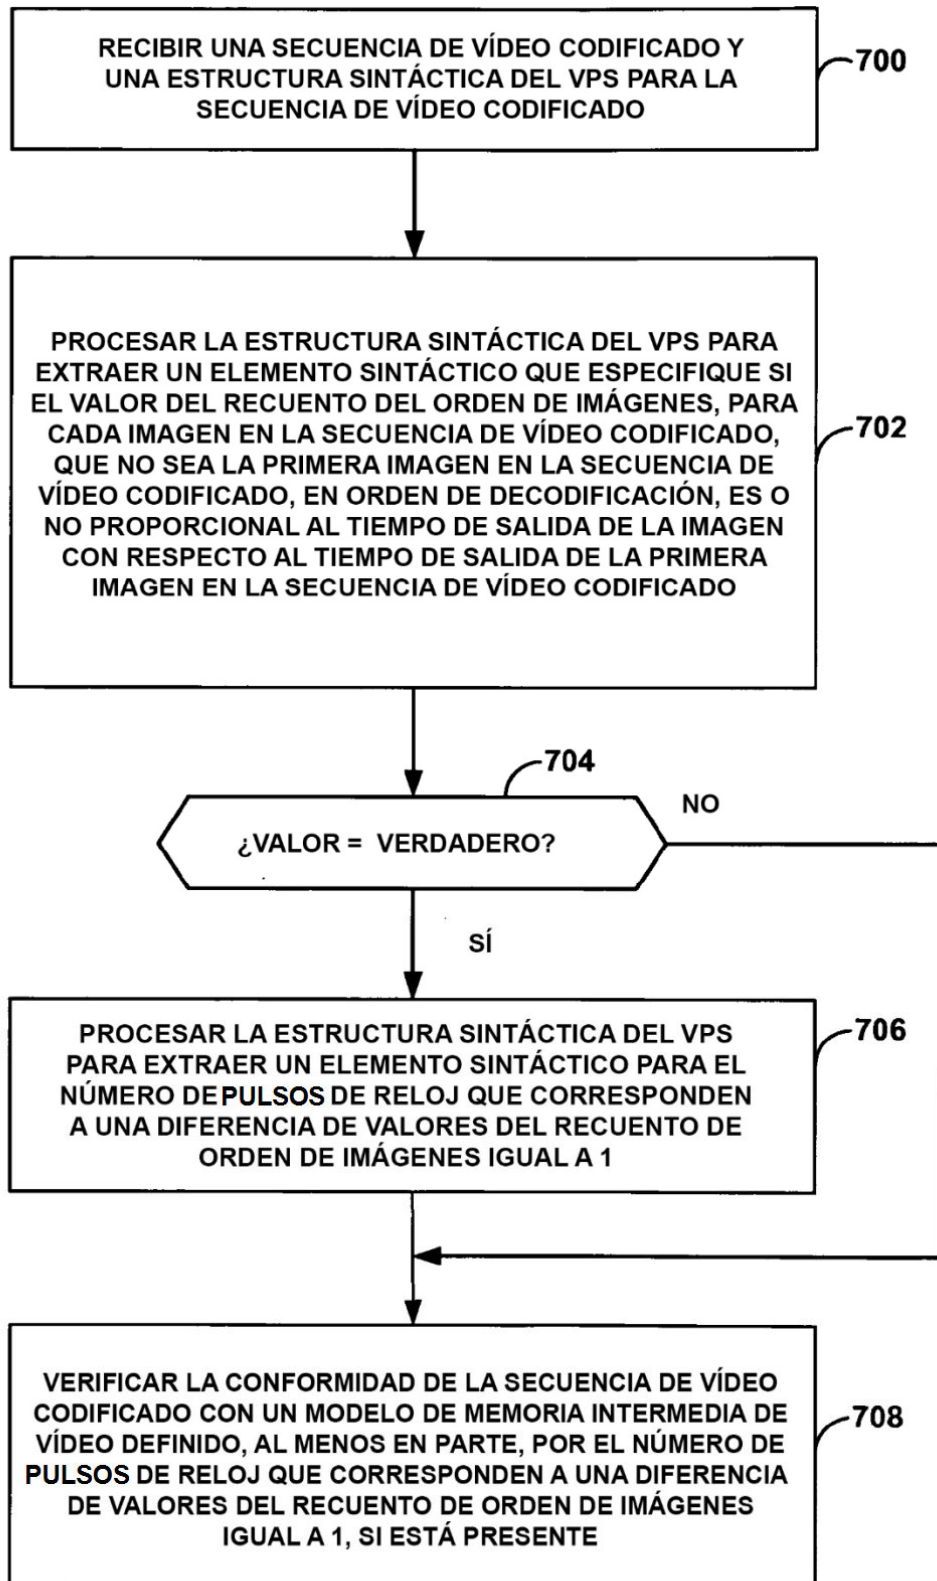 RECIBIR UNA SECUENCIA DE VÍDEO CODIFICADO Y
UNA ESTRUCTURA SINTÁCTICA DEL VPS PARA LA
SECUENCIA DE VÍDEO CODIFICADO
700
PROCESAR LA ESTRUCTURA SINTÁCTICA DEL VPS PARA
EXTRAER UN ELEMENTO SINTÁCTICO QUE ESPECIFIQUE SI
EL VALOR DEL RECUENTO DEL ORDEN DE IMÁGENES, PARA
CADA IMAGEN EN LA SECUENCIA DE VÍDEO CODIFICADO,
QUE NO SEA LA PRIMERA IMAGEN EN LA SECUENCIA DE
VÍDEO CODIFICADO, EN ORDEN DE DECODIFICACIÓN, ES O
NO PROPORCIONAL AL TIEMPO DE SALIDA DE LA IMAGEN
CON RESPECTO AL TIEMPO DE SALIDA DE LA PRIMERA
IMAGEN EN LA SECUENCIA DE VÍDEO CODIFICADO
702
704
¿VALOR = VERDADERO?
NO
SÍ
PROCESAR LA ESTRUCTURA SINTÁCTICA DEL VPS
PARA EXTRAER UN ELEMENTO SINTÁCTICO PARA EL
NÚMERO DE PULSOS DE RELOJ QUE CORRESPONDEN
A UNA DIFERENCIA DE VALORES DEL RECUENTO DE
ORDEN DE IMÁGENES IGUAL A 1
706
VERIFICAR LA CONFORMIDAD DE LA SECUENCIA DE VÍDEO
CODIFICADO CON UN MODELO DE MEMORIA INTERMEDIA DE
VÍDEO DEFINIDO, AL MENOS EN PARTE, POR EL NÚMERO DE
PULSOS DE RELOJ QUE CORRESPONDEN A UNA DIFERENCIA
DE VALORES DEL RECUENTO DE ORDEN DE IMÁGENES
IGUAL A 1, SI ESTÁ PRESENTE
708